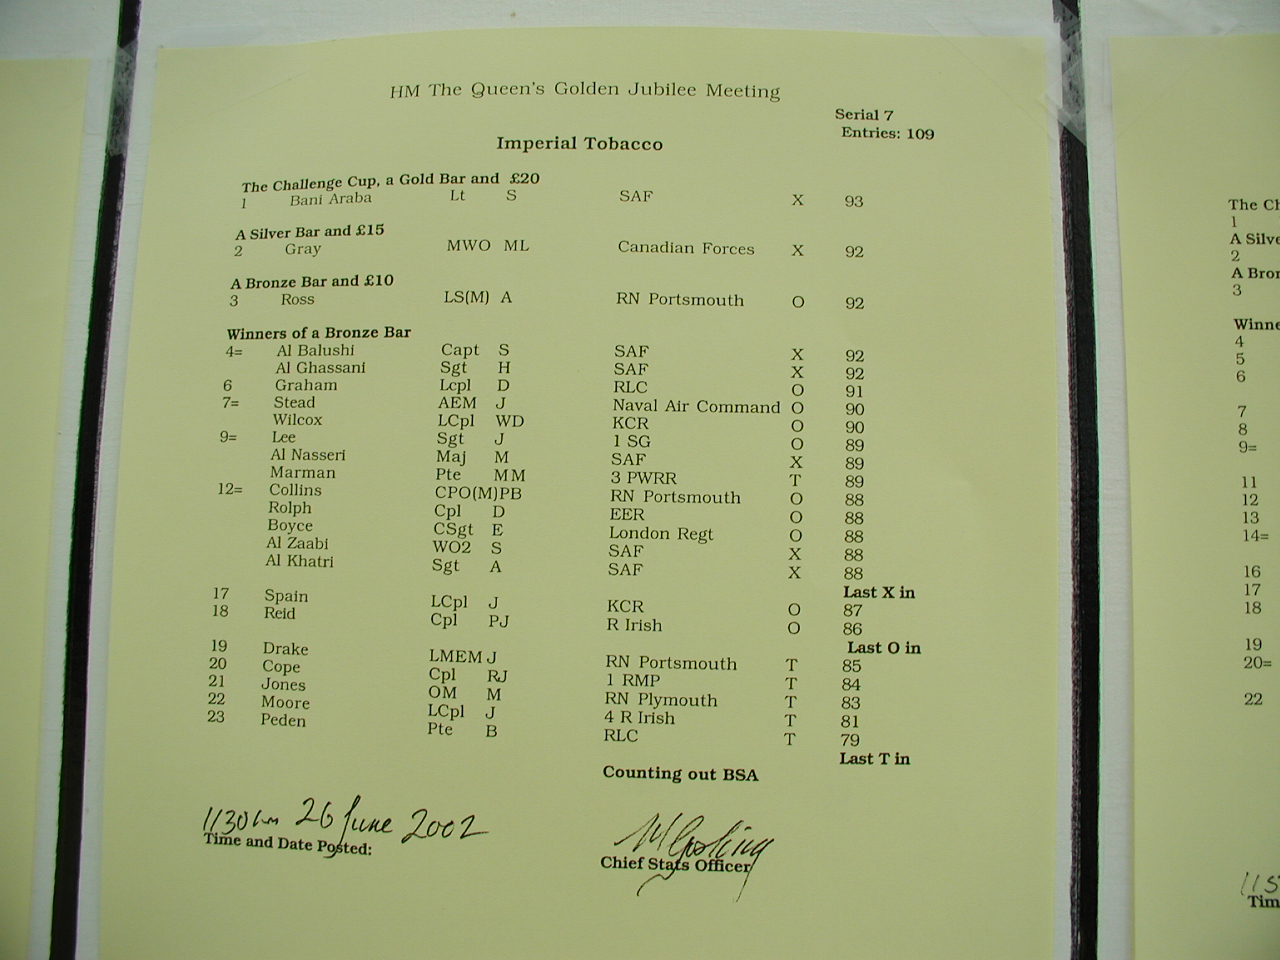 HM The Queen's Golden Jubilee Meeting
Serial 7
Entries: 109
Imperial Tobacco
The Challenge Cup, a Gold Bar and £20
1 Bani Araba Lt S SAF X 93
A Silver Bar and £15
2 Gray MWO ML Canadian Forces X 92
A Bronze Bar and £10
3 Ross LS(M) A RN Portsmouth O 92
Winners of a Bronze Bar
4= Al Balushi Capt S SAF X 92
Al Ghassani Sgt H SAF X 92
6 Graham Lcpl D RLC O 91
7= Stead AEM J Naval Air Command O 90
Wilcox LCpl WD KCR O 90
9= Lee Sgt J 1 SG O 89
Al Nasseri Maj M SAF X 89
Marman Pte MM 3 PWRR T 89
12= Collins CPO(M)PB RN Portsmouth O 88
Rolph Cpl D EER O 88
Boyce CSgt E London Regt O 88
Al Zaabi WO2 S SAF X 88
Al Khatri Sgt A SAF X 88
Last X in
17 Spain LCpl J KCR O 87
18 Reid Cpl PJ R Irish O 86
Last O in
19 Drake LMEM J RN Portsmouth T 85
20 Cope Cpl RJ 1 RMP T 84
21 Jones OM M RN Plymouth T 83
22 Moore LCpl J 4 R Irish T 81
23 Peden Pte B RLC T 79
Last T in
Counting out BSA
26 June 2002
Time and Date Posted:
Chief Stats Officer
The Ch
1
A Silve
2
A Bron
3
Winne
4
5
6
7
8
9=
11
12
13
14=
16
17
18
19
20=
22
115
Tim